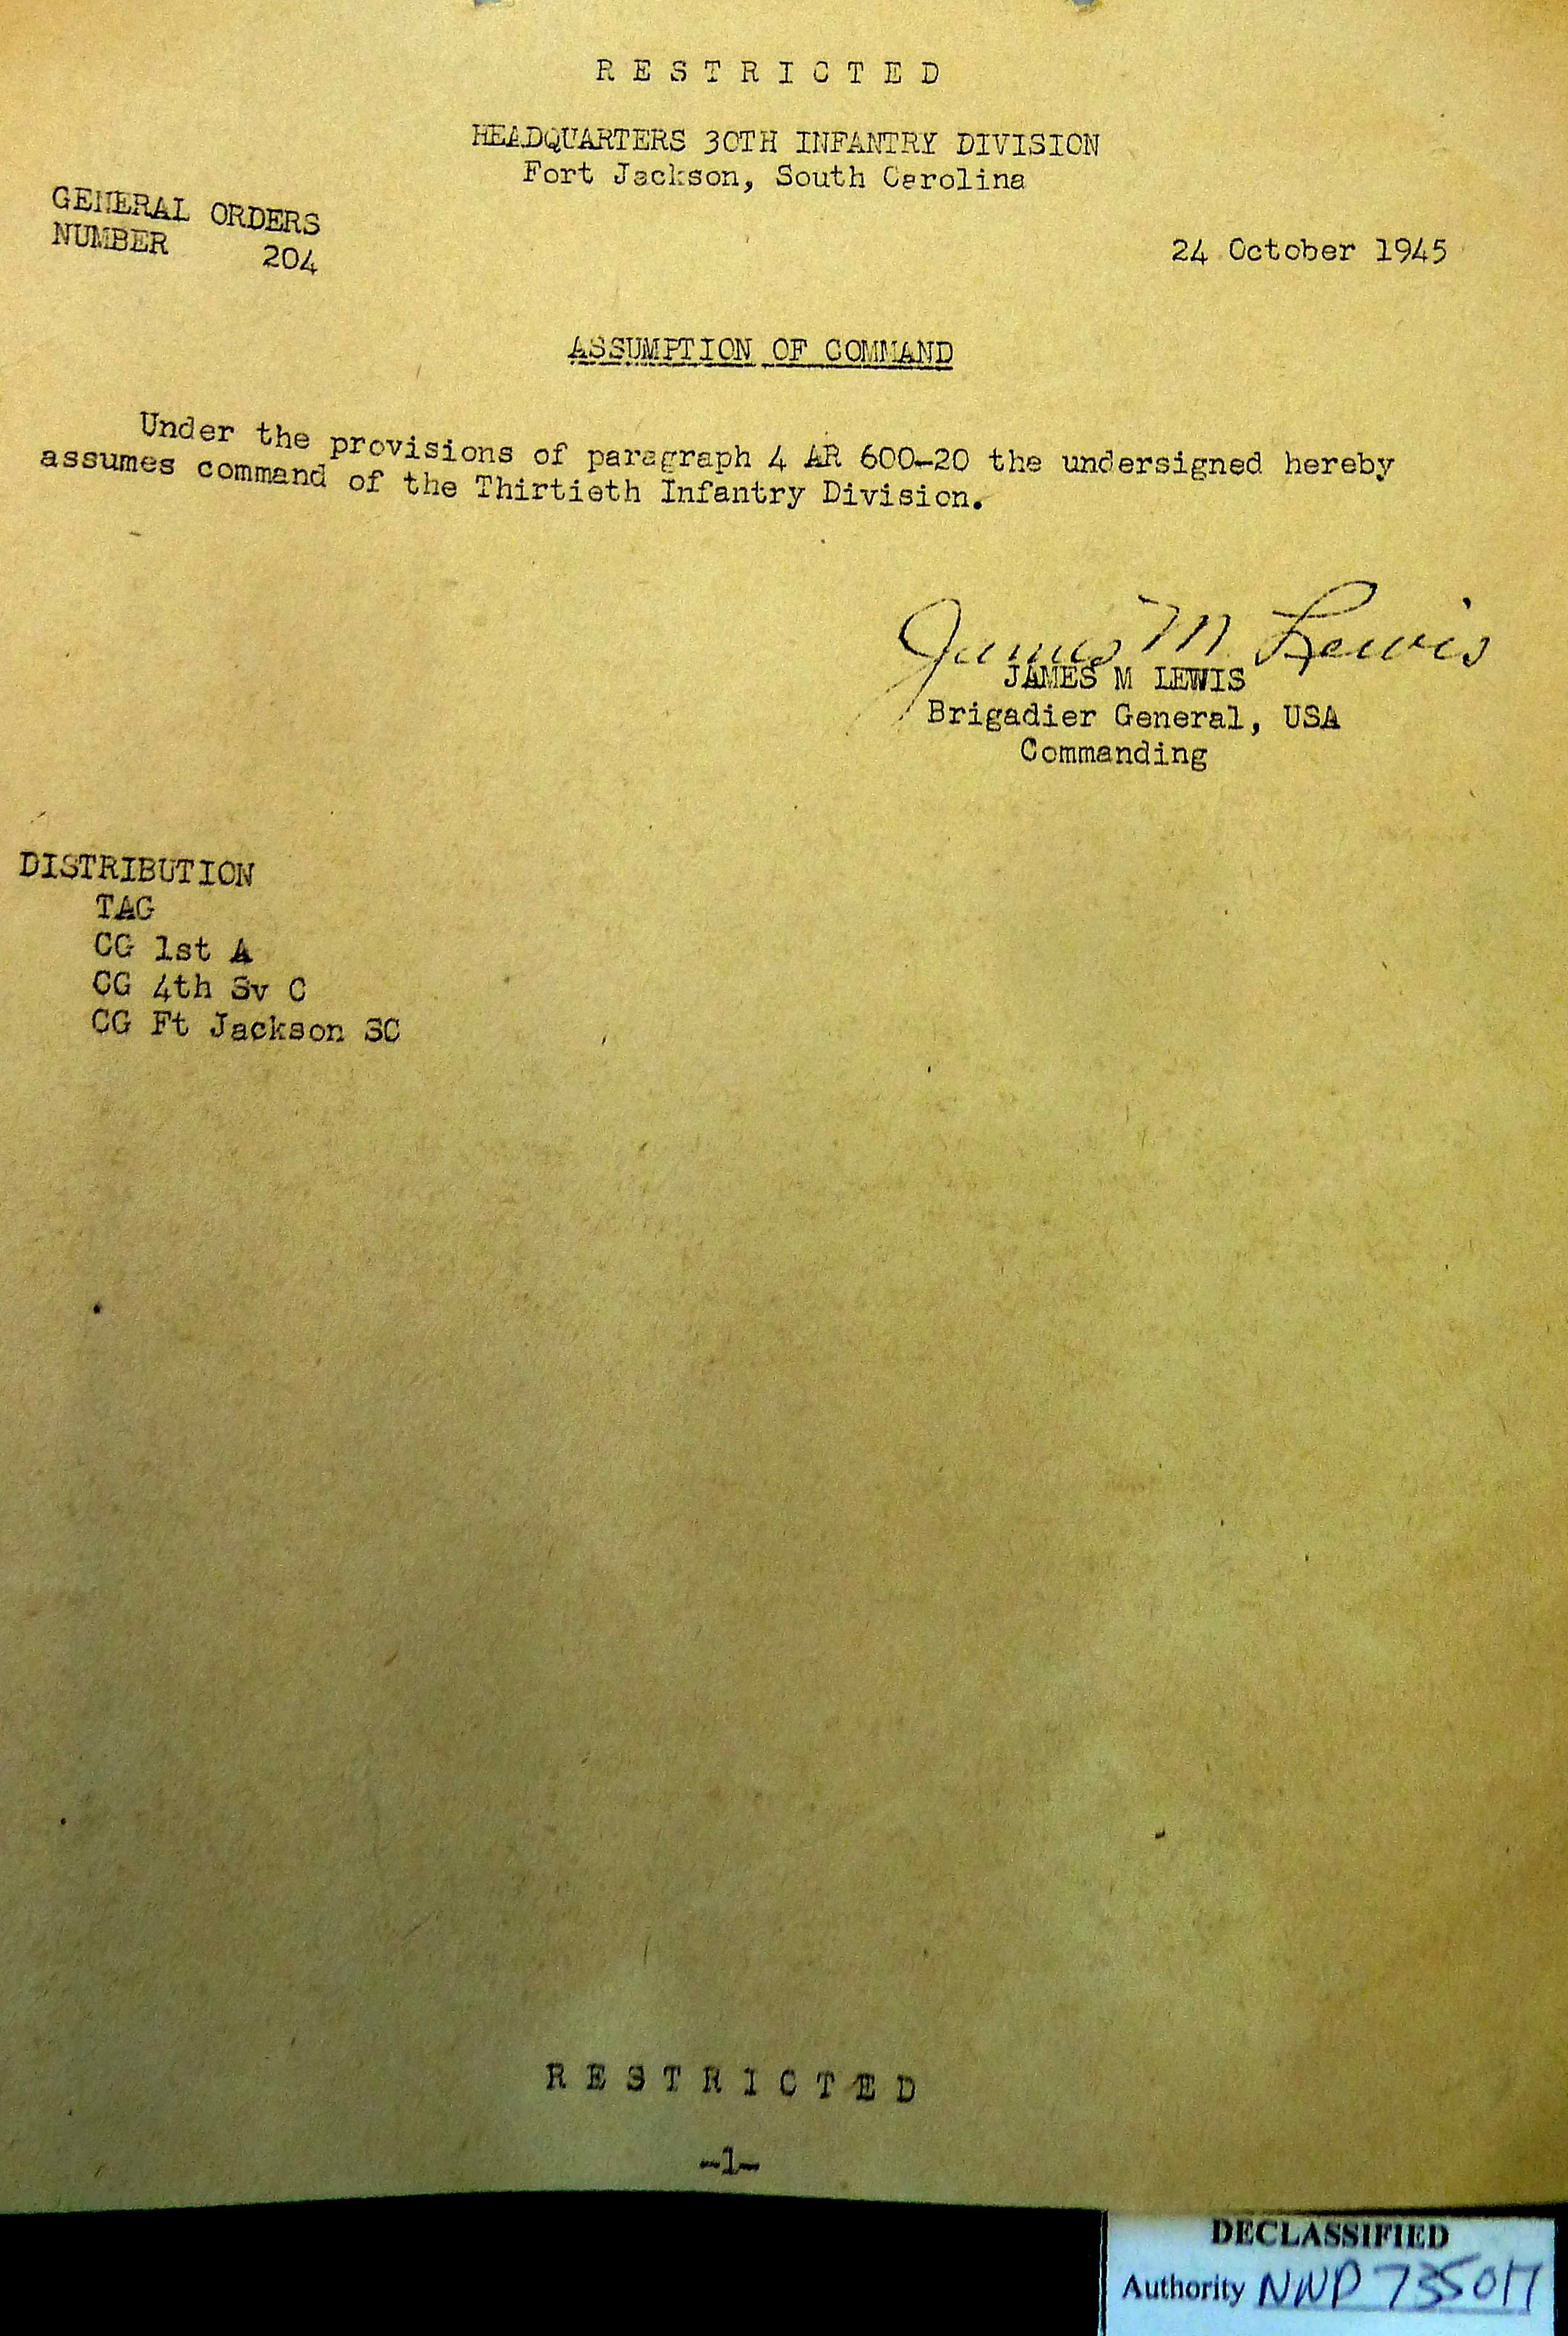 R E S T R I C T E D
HEADQUARTERS 30TH INFANTRY DIVISION
Fort Jackson, South Carolina
GENERAL ORDERS
NUMBER 204
24 October 1945
ASSUMPTION OF COMMAND
Under the provisions of paragraph 4 AR 600-20 the undersigned hereby
assumes command of the Thirtieth Infantry Division.
James M Lewis
JAMES M LEWIS
Brigadier General, USA
Commanding
DISTRIBUTION
TAG
CG 1st A
CG 4th Sv C
CG Ft Jackson SC
R E S T R I C T E D
-1-
DECLASSIFIED
Authority NND 735017